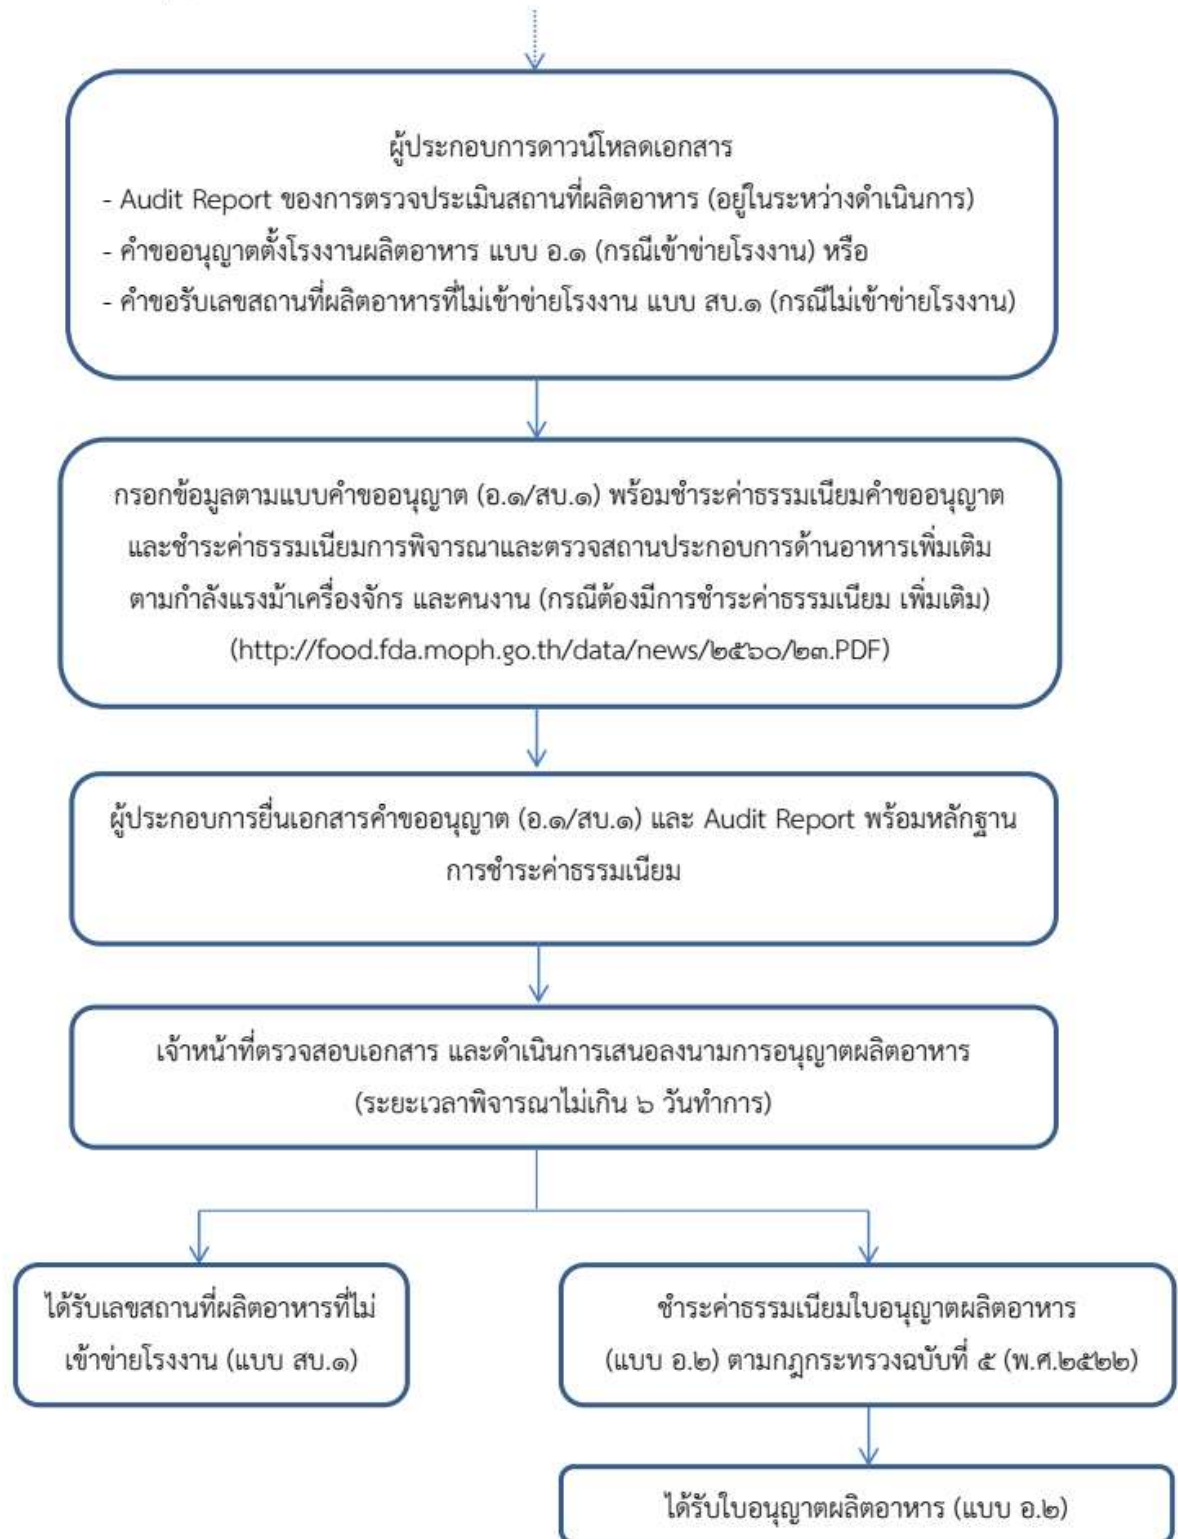 ผู้ประกอบการดาวน์โหลดเอกสาร
- Audit Report ของการตรวจประเมินสถานที่ผลิตอาหาร (อยู่ในระหว่างดำเนินการ)
- คำขออนุญาตตั้งโรงงานผลิตอาหาร แบบ อ.๑ (กรณีเข้าข่ายโรงงาน) หรือ
- คำขอรับเลขสถานที่ผลิตอาหารที่ไม่เข้าข่ายโรงงาน แบบ สบ.๑ (กรณีไม่เข้าข่ายโรงงาน)
กรอกข้อมูลตามแบบคำขออนุญาต (อ.๑/สบ.๑) พร้อมชำระค่าธรรมเนียมคำขออนุญาต
และชำระค่าธรรมเนียมการพิจารณาและตรวจสถานประกอบการด้านอาหารเพิ่มเติม
ตามกำลังแรงม้าเครื่องจักร และคนงาน (กรณีต้องมีการชำระค่าธรรมเนียม เพิ่มเติม)
(http://food.fda.moph.go.th/data/news/๒๕๖๐/๒๓.PDF)
ผู้ประกอบการยื่นเอกสารคำขออนุญาต (อ.๑/สบ.๑) และ Audit Report พร้อมหลักฐาน
การชำระค่าธรรมเนียม
เจ้าหน้าที่ตรวจสอบเอกสาร และดำเนินการเสนอลงนามการอนุญาตผลิตอาหาร
(ระยะเวลาพิจารณาไม่เกิน ๖ วันทำการ)
ได้รับเลขสถานที่ผลิตอาหารที่ไม่
เข้าข่ายโรงงาน (แบบ สบ.๑)
ชำระค่าธรรมเนียมใบอนุญาตผลิตอาหาร
(แบบ อ.๒) ตามกฎกระทรวงฉบับที่ ๕ (พ.ศ.๒๕๒๒)
ได้รับใบอนุญาตผลิตอาหาร (แบบ อ.๒)